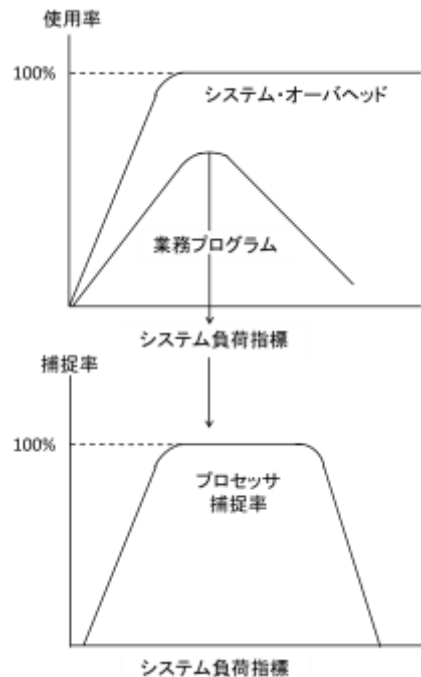 使用率
100%
システム・オーバヘッド
業務プログラム
システム負荷指標
捕捉率
100%
プロセッサ
捕捉率
システム負荷指標